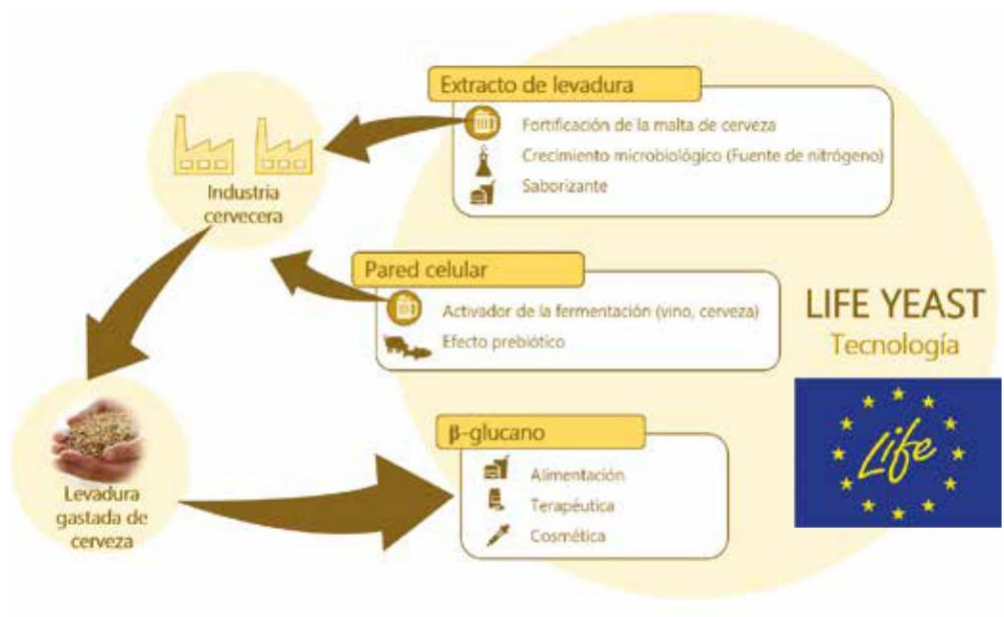 Extracto de levadura
Fortificación de la malta de cerveza
Crecimiento microbiológico (Fuente de nitrógeno)
Saborizante
Industria
cervecera
Pared celular
Activador de la fermentación (vino, cerveza)
Efecto prebiótico
LIFE YEAST
Tecnología
Life
β-glucano
Alimentación
Terapéutica
Cosmética
Levadura
gastada de
cerveza